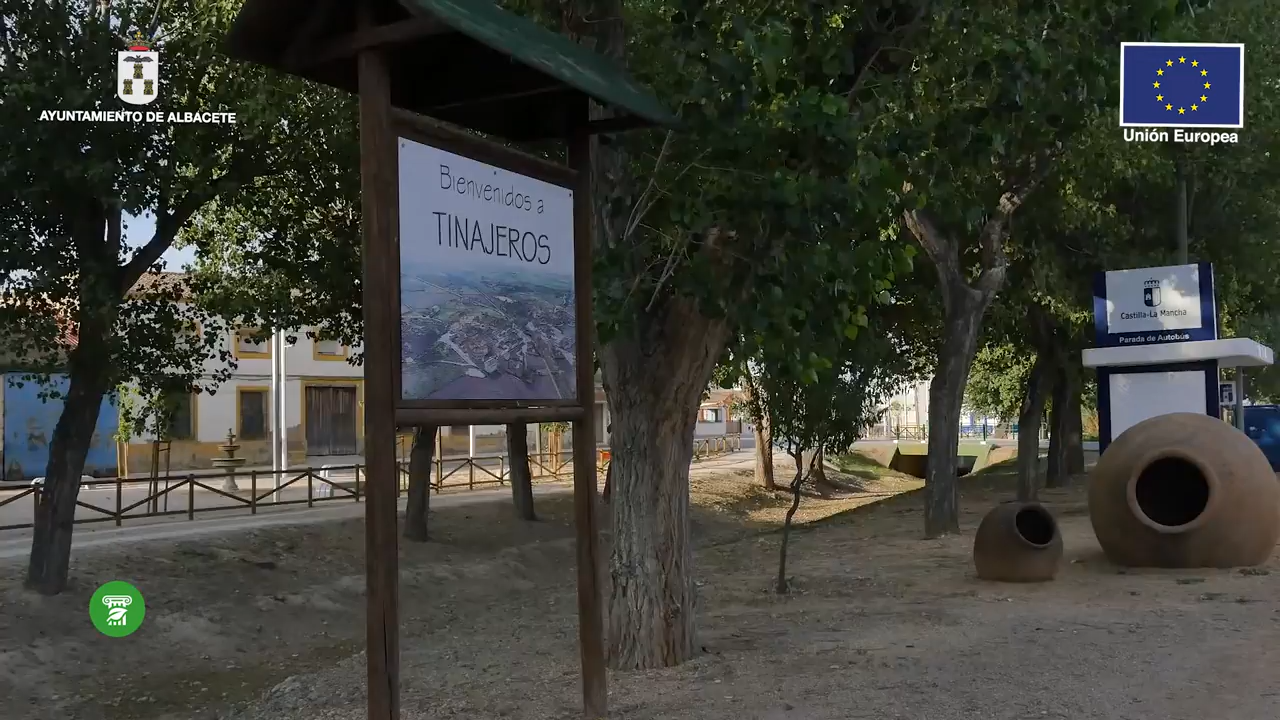 AYUNTAMIENTO DE ALBACETE
Unión Europea
Bienvenidos a
TINAJEROS
Castilla-La Mancha
Parada de Autobús